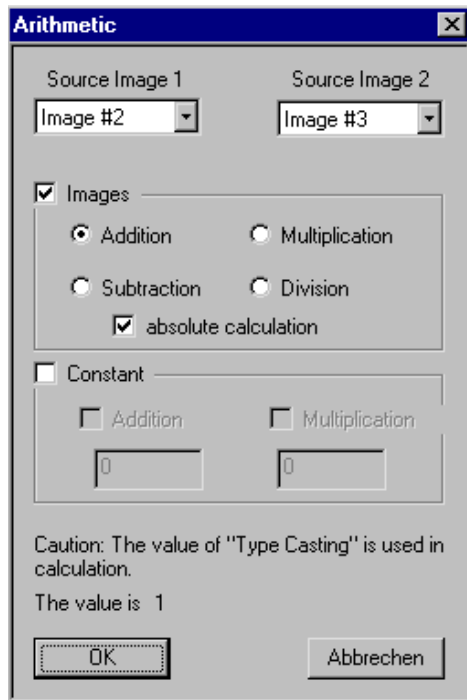 Arithmetic
Source Image 1 Source Image 2
Image #2 Image #3
Images
Addition Multiplication
Subtraction Division
absolute calculation
Constant
Addition Multiplication
0 0
Caution: The value of "Type Casting" is used in
calculation.
The value is 1
OK Abbrechen